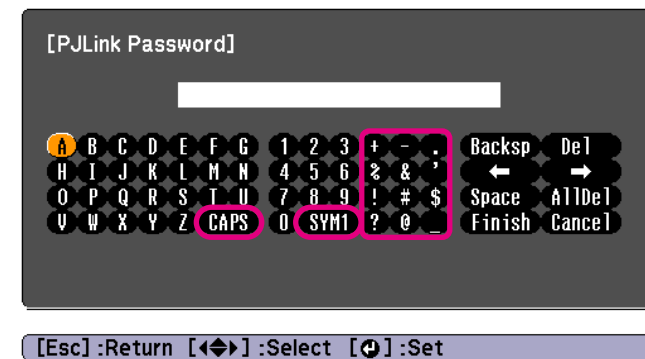 [PJLink Password]
A B C D E F G 1 2 3 + - . Backsp Del
H I J K L M N 4 5 6 % & ' ← →
O P Q R S T U 7 8 9 ! # $ Space AllDel
V W X Y Z CAPS 0 SYM1 ? @ _ Finish Cancel
[Esc] :Return [◀◆▶] :Select [⏎] :Set